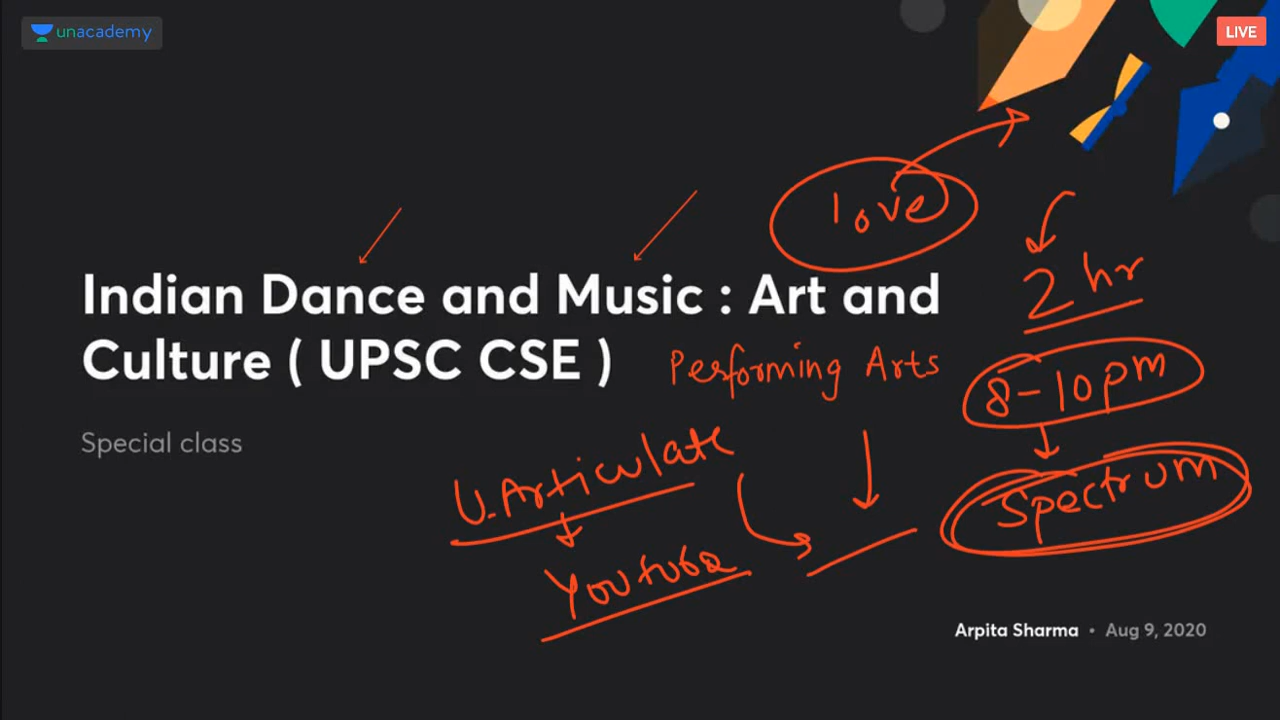 unacademy
LIVE
love
2 hr
Indian Dance and Music : Art and
Culture ( UPSC CSE )
Performing Arts
8-10pm
Special class
U.Articulate
Spectrum
Youtube
Arpita Sharma • Aug 9, 2020